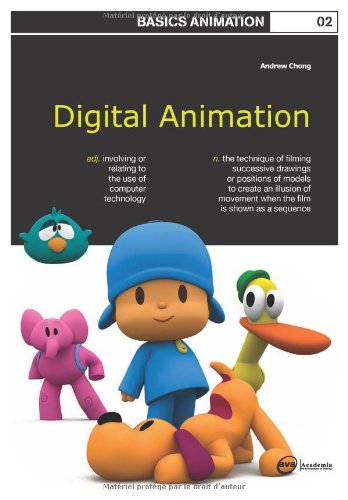 Matériel protégé par le droit d'auteur
BASICS ANIMATION 02
Andrew Chong
Digital Animation
adj. involving or
relating to
the use of
computer
technology
n. the technique of filming
successive drawings
or positions of models
to create an illusion of
movement when the film
is shown as a sequence
ava Academia
Matériel protégé par le droit d'auteur